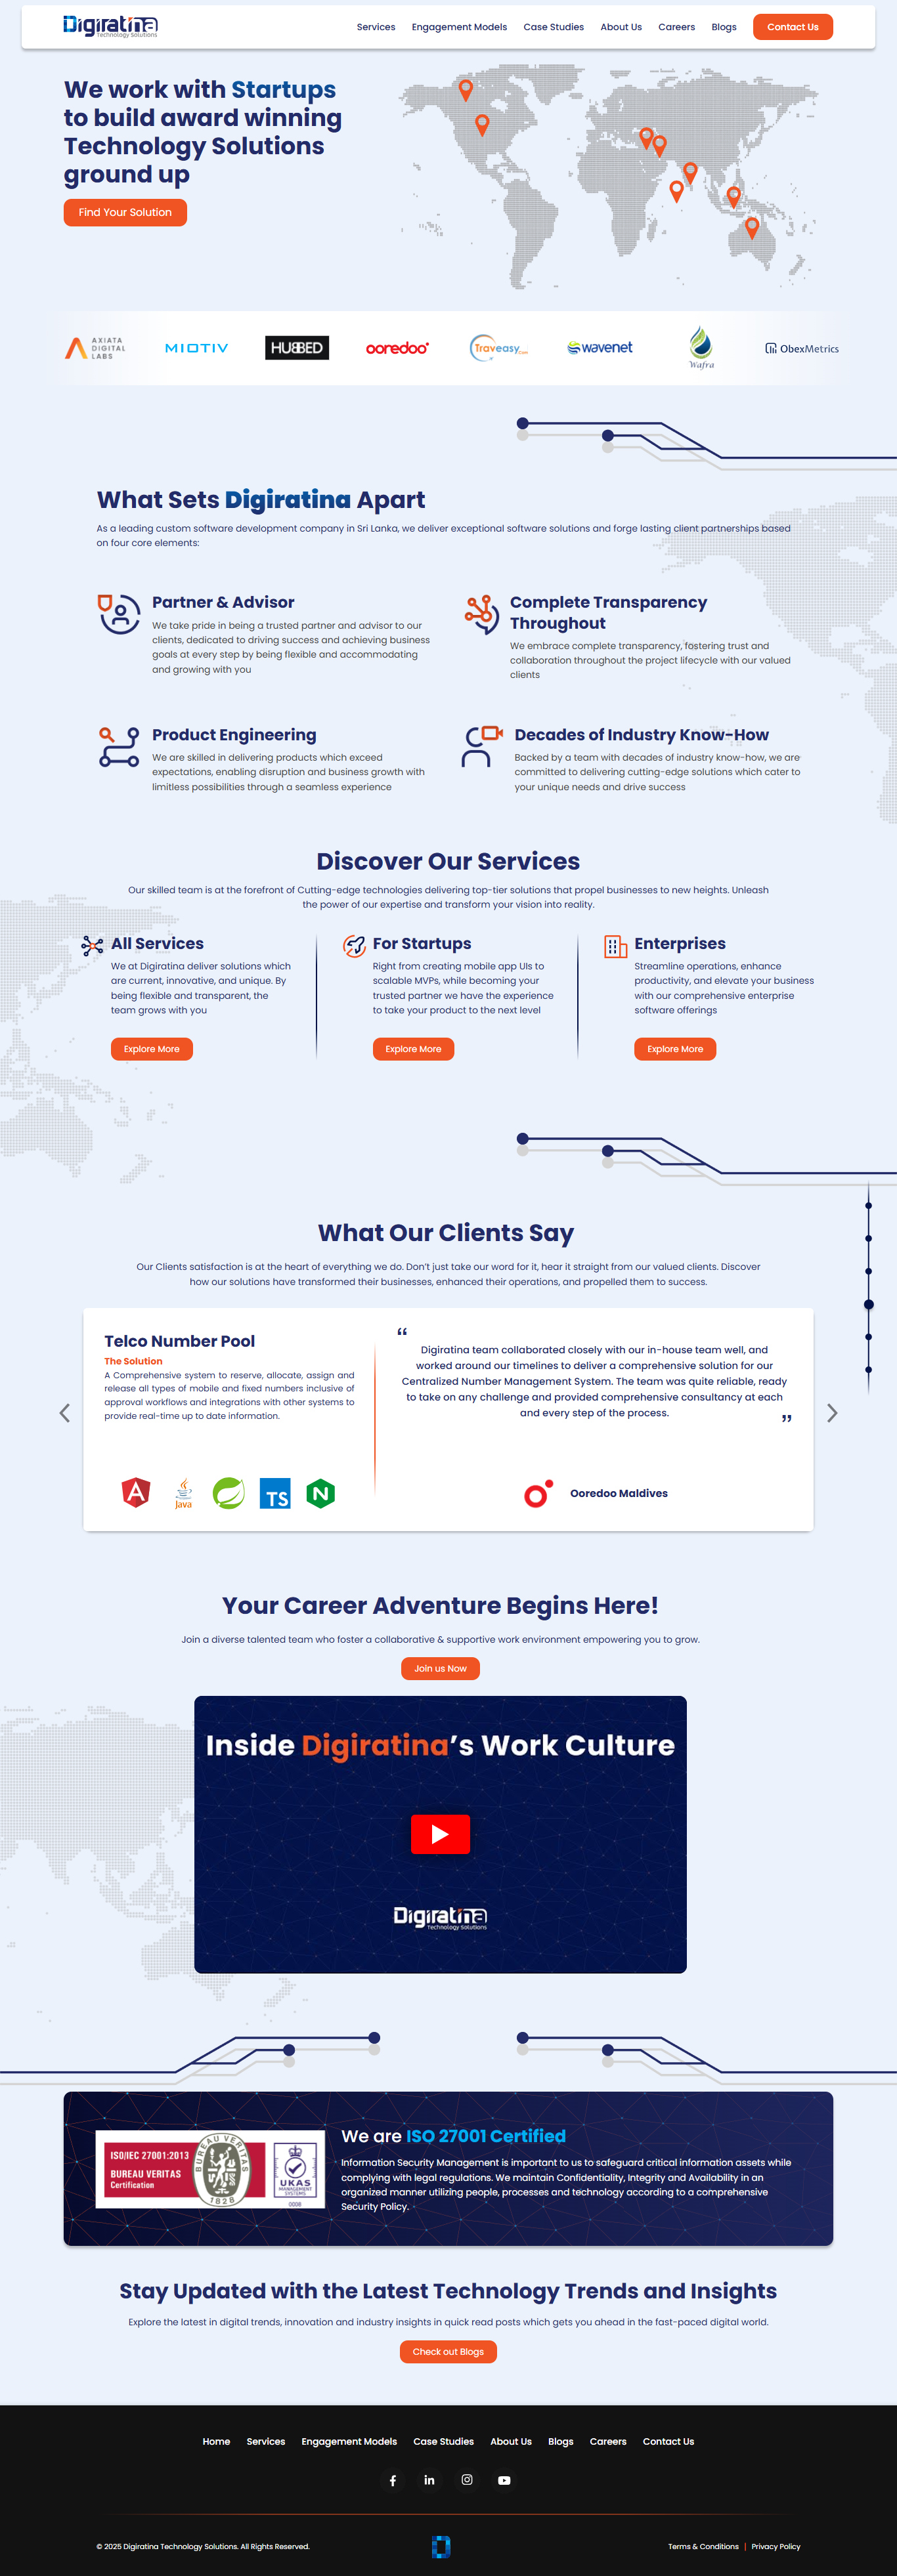 Digiratina
Technology Solutions
Services
Engagement Models
Case Studies
About Us
Careers
Blogs
Contact Us
We work with Startups
to build award winning
Technology Solutions
ground up
Find Your Solution
AXIATA
DIGITAL
LABS
MIOTIV
HUBBED
ooredoo
Traveasy.Com
wavenet
Wafra
ObexMetrics
What Sets Digiratina Apart
As a leading custom software development company in Sri Lanka, we deliver exceptional software solutions and forge lasting client partnerships based
on four core elements:
Partner & Advisor
We take pride in being a trusted partner and advisor to our
clients, dedicated to driving success and achieving business
goals at every step by being flexible and accommodating
and growing with you
Complete Transparency
Throughout
We embrace complete transparency, fostering trust and
collaboration throughout the project lifecycle with our valued
clients
Product Engineering
We are skilled in delivering products which exceed
expectations, enabling disruption and business growth with
limitless possibilities through a seamless experience
Decades of Industry Know-How
Backed by a team with decades of industry know-how, we are
committed to delivering cutting-edge solutions which cater to
your unique needs and drive success
Discover Our Services
Our skilled team is at the forefront of Cutting-edge technologies delivering top-tier solutions that propel businesses to new heights. Unleash
the power of our expertise and transform your vision into reality.
All Services
We at Digiratina deliver solutions which
are current, innovative, and unique. By
being flexible and transparent, the
team grows with you
Explore More
For Startups
Right from creating mobile app UIs to
scalable MVPs, while becoming your
trusted partner we have the experience
to take your product to the next level
Explore More
Enterprises
Streamline operations, enhance
productivity, and elevate your business
with our comprehensive enterprise
software offerings
Explore More
What Our Clients Say
Our Clients satisfaction is at the heart of everything we do. Don't just take our word for it, hear it straight from our valued clients. Discover
how our solutions have transformed their businesses, enhanced their operations, and propelled them to success.
Telco Number Pool
The Solution
A Comprehensive system to reserve, allocate, assign and
release all types of mobile and fixed numbers inclusive of
approval workflows and integrations with other systems to
provide real-time up to date information.
Java
TS
“
Digiratina team collaborated closely with our in-house team well, and
worked around our timelines to deliver a comprehensive solution for our
Centralized Number Management System. The team was quite reliable, ready
to take on any challenge and provided comprehensive consultancy at each
and every step of the process.
”
Ooredoo Maldives
Your Career Adventure Begins Here!
Join a diverse talented team who foster a collaborative & supportive work environment empowering you to grow.
Join us Now
Inside Digiratina's Work Culture
Digiratina
Technology Solutions
ISO/IEC 27001:2013
BUREAU VERITAS
Certification
BUREAU VERITAS
1828
UKAS
MANAGEMENT
SYSTEMS
0008
We are ISO 27001 Certified
Information Security Management is important to us to safeguard critical information assets while
complying with legal regulations. We maintain Confidentiality, Integrity and Availability in an
organized manner utilizing people, processes and technology according to a comprehensive
Security Policy.
Stay Updated with the Latest Technology Trends and Insights
Explore the latest in digital trends, innovation and industry insights in quick read posts which gets you ahead in the fast-paced digital world.
Check out Blogs
Home
Services
Engagement Models
Case Studies
About Us
Blogs
Careers
Contact Us
© 2025 Digiratina Technology Solutions. All Rights Reserved.
Terms & Conditions | Privacy Policy